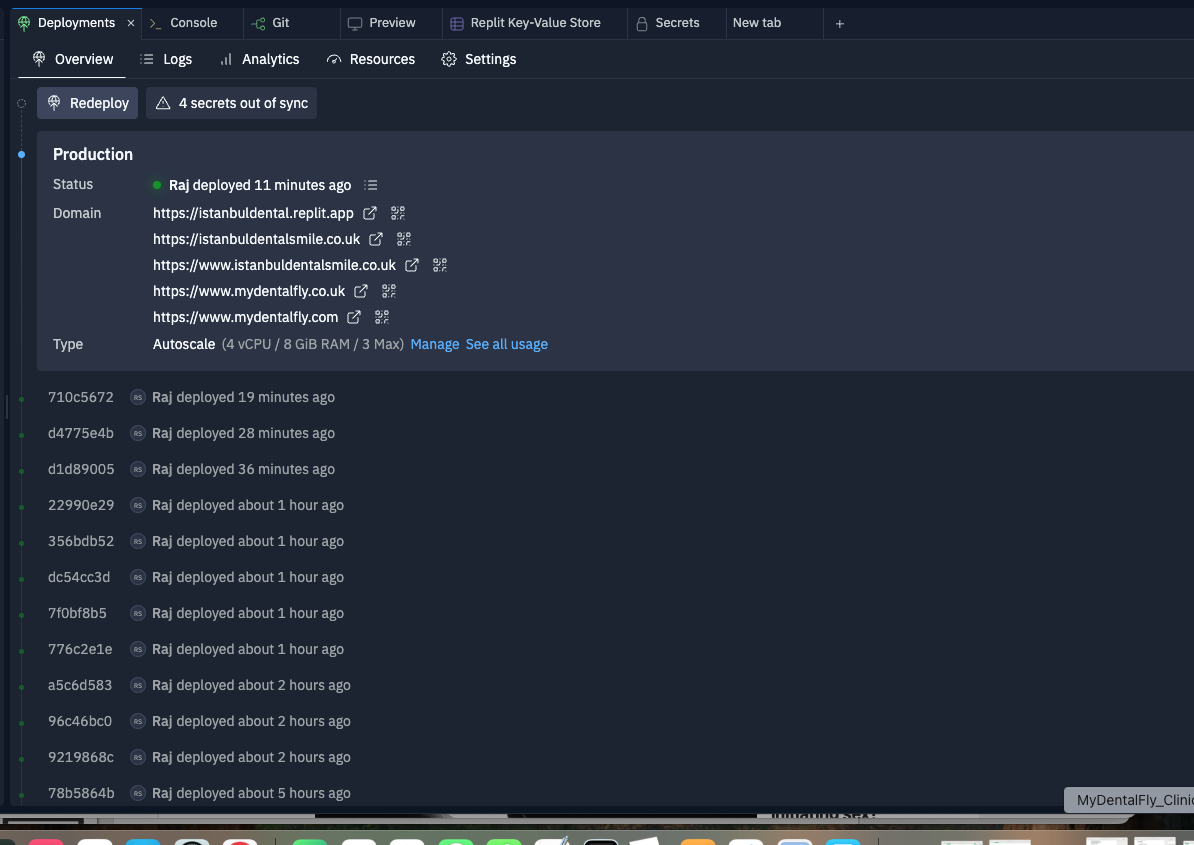 Deployments
Console
Git
Preview
Replit Key-Value Store
Secrets
New tab
Overview
Logs
Analytics
Resources
Settings
Redeploy
4 secrets out of sync
Production
Status
Raj deployed 11 minutes ago
Domain
https://istanbuldental.replit.app
https://istanbuldentalsmile.co.uk
https://www.istanbuldentalsmile.co.uk
https://www.mydentalfly.co.uk
https://www.mydentalfly.com
Type
Autoscale (4 vCPU / 8 GiB RAM / 3 Max) Manage See all usage
710c5672 RS Raj deployed 19 minutes ago
d4775e4b RS Raj deployed 28 minutes ago
d1d89005 RS Raj deployed 36 minutes ago
22990e29 RS Raj deployed about 1 hour ago
356bdb52 RS Raj deployed about 1 hour ago
dc54cc3d RS Raj deployed about 1 hour ago
7f0bf8b5 RS Raj deployed about 1 hour ago
776c2e1e RS Raj deployed about 1 hour ago
a5c6d583 RS Raj deployed about 2 hours ago
96c46bc0 RS Raj deployed about 2 hours ago
9219868c RS Raj deployed about 2 hours ago
78b5864b RS Raj deployed about 5 hours ago
MyDentalFly_Clinic